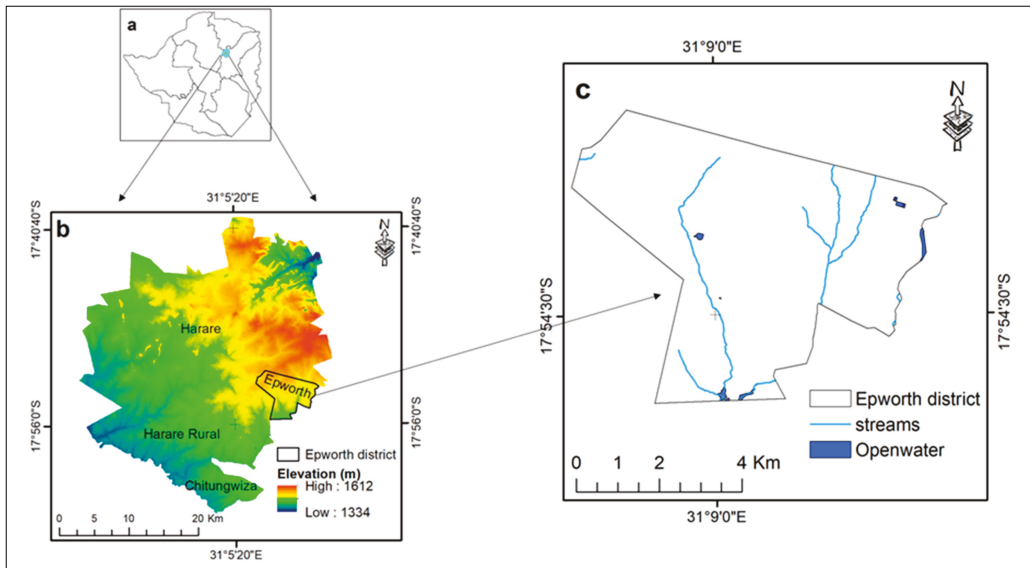 a
31°5'20"E
17°40'40"S
17°40'40"S
b
N
Harare
Epworth
Harare Rural
Chitungwiza
17°56'0"S
17°56'0"S
Epworth district
Elevation (m)
High : 1612
Low : 1334
0 5 10 20 Km
31°5'20"E
31°9'0"E
c
N
17°54'30"S
17°54'30"S
Epworth district
streams
Openwater
0 1 2 4 Km
31°9'0"E